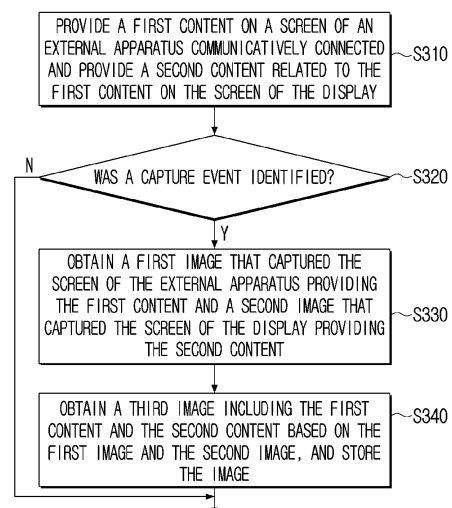 PROVIDE A FIRST CONTENT ON A SCREEN OF AN
EXTERNAL APPARATUS COMMUNICATIVELY CONNECTED
AND PROVIDE A SECOND CONTENT RELATED TO THE
FIRST CONTENT ON THE SCREEN OF THE DISPLAY
S310
N
WAS A CAPTURE EVENT IDENTIFIED?
S320
Y
OBTAIN A FIRST IMAGE THAT CAPTURED THE
SCREEN OF THE EXTERNAL APPARATUS PROVIDING
THE FIRST CONTENT AND A SECOND IMAGE THAT
CAPTURED THE SCREEN OF THE DISPLAY PROVIDING
THE SECOND CONTENT
S330
OBTAIN A THIRD IMAGE INCLUDING THE FIRST
CONTENT AND THE SECOND CONTENT BASED ON THE
FIRST IMAGE AND THE SECOND IMAGE, AND STORE
THE IMAGE
S340